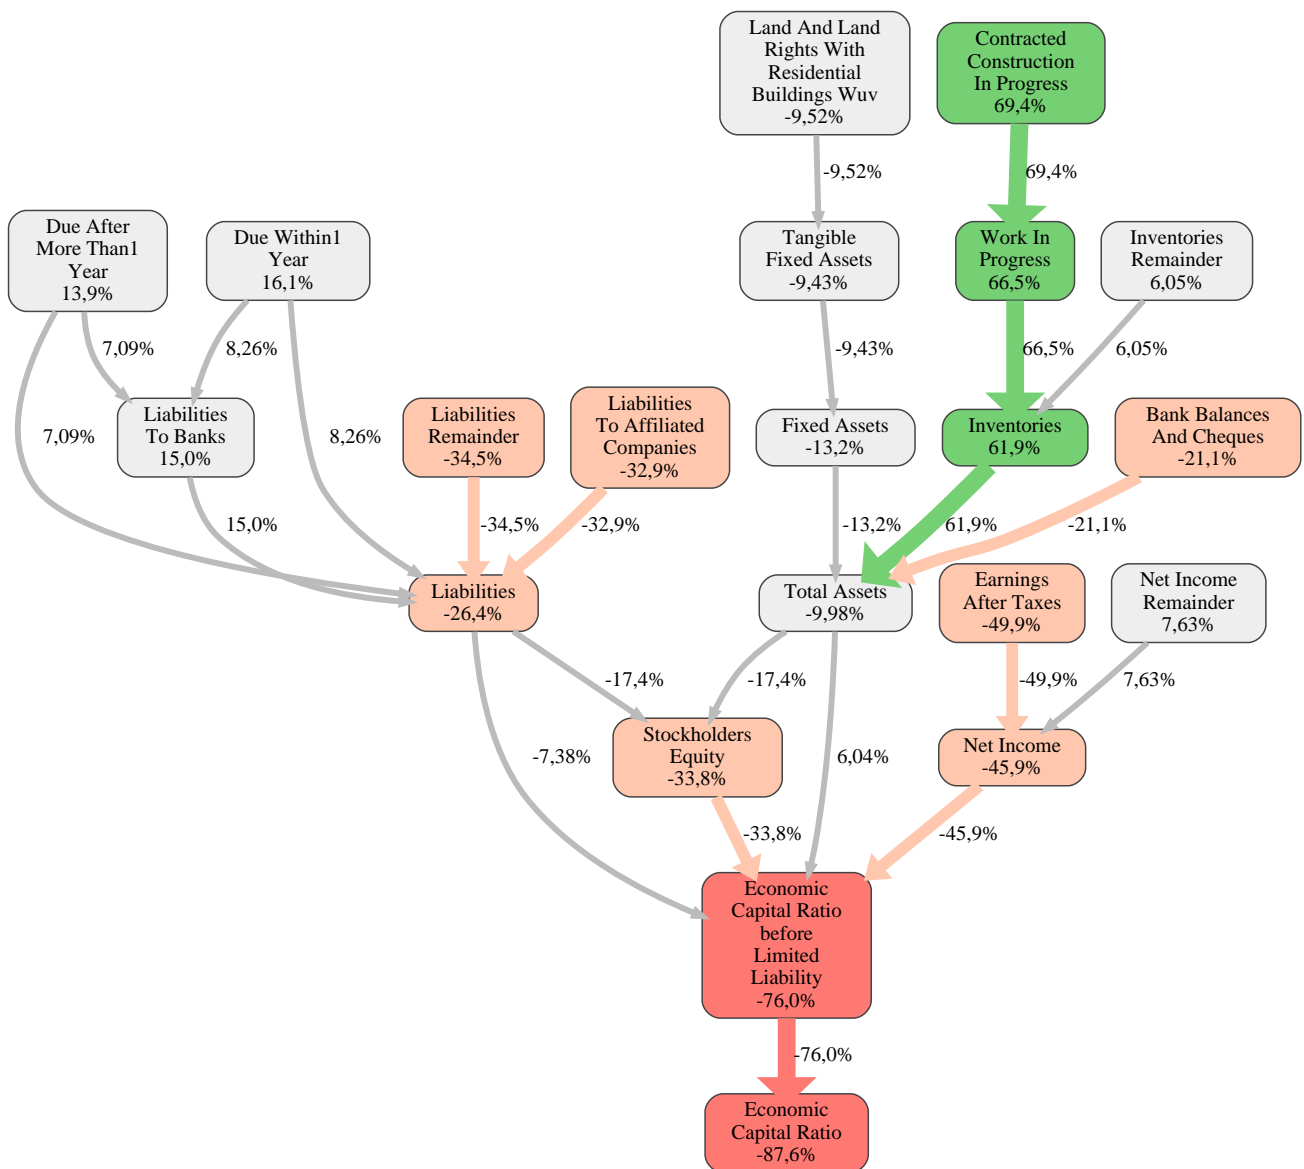 Land And Land
Rights With
Residential
Buildings Wuv
-9,52%
Contracted
Construction
In Progress
69,4%
-9,52%
69,4%
Due After
More Than1
Year
13,9%
Due Within1
Year
16,1%
Tangible
Fixed Assets
-9,43%
Work In
Progress
66,5%
Inventories
Remainder
6,05%
7,09%
8,26%
-9,43%
66,5%
6,05%
7,09%
Liabilities
To Banks
15,0%
8,26%
Liabilities
Remainder
-34,5%
Liabilities
To Affiliated
Companies
-32,9%
Fixed Assets
-13,2%
Inventories
61,9%
Bank Balances
And Cheques
-21,1%
15,0%
-34,5%
-32,9%
-13,2%
61,9%
-21,1%
Liabilities
-26,4%
Total Assets
-9,98%
Earnings
After Taxes
-49,9%
Net Income
Remainder
7,63%
-17,4%
-17,4%
-49,9%
7,63%
-7,38%
Stockholders
Equity
-33,8%
6,04%
Net Income
-45,9%
-33,8%
-45,9%
Economic
Capital Ratio
before
Limited
Liability
-76,0%
-76,0%
Economic
Capital Ratio
-87,6%